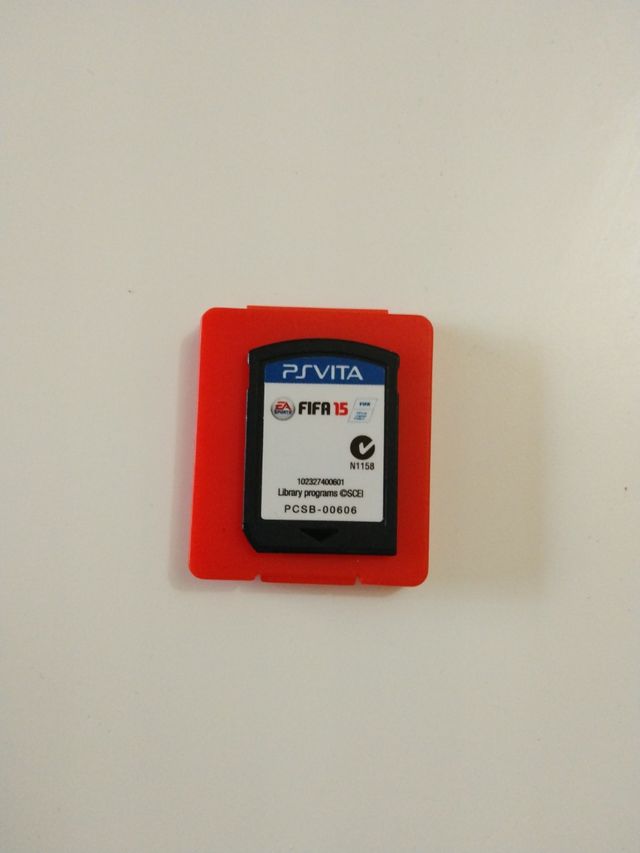 PSVITA
EA SPORTS FIFA 15 FIFA
N1158
102327400601
Library programs ©SCEI
PCSB-00606